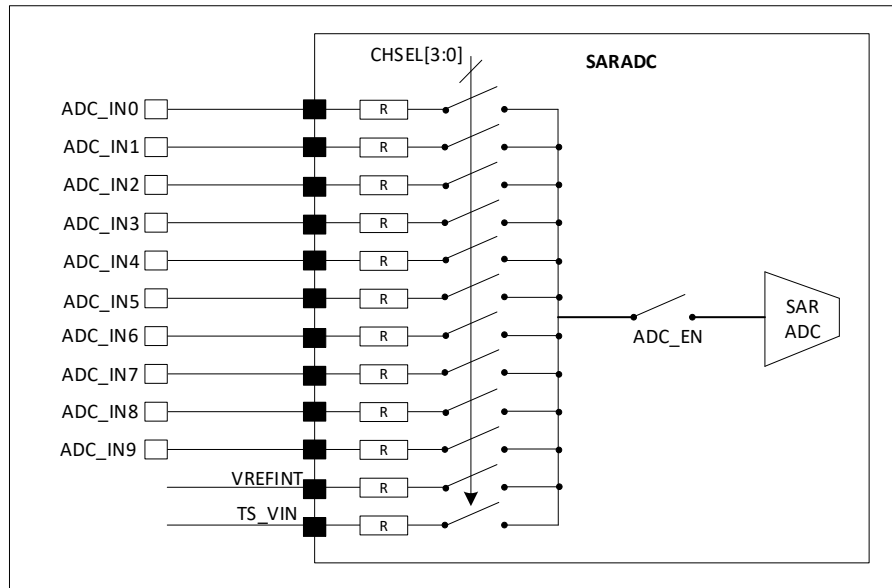 CHSEL[3:0]
SARADC
ADC_IN0 R
ADC_IN1 R
ADC_IN2 R
ADC_IN3 R
ADC_IN4 R
ADC_IN5 R
SAR
ADC
ADC_IN6 R
ADC_EN
ADC_IN7 R
ADC_IN8 R
ADC_IN9 R
VREFINT R
TS_VIN R